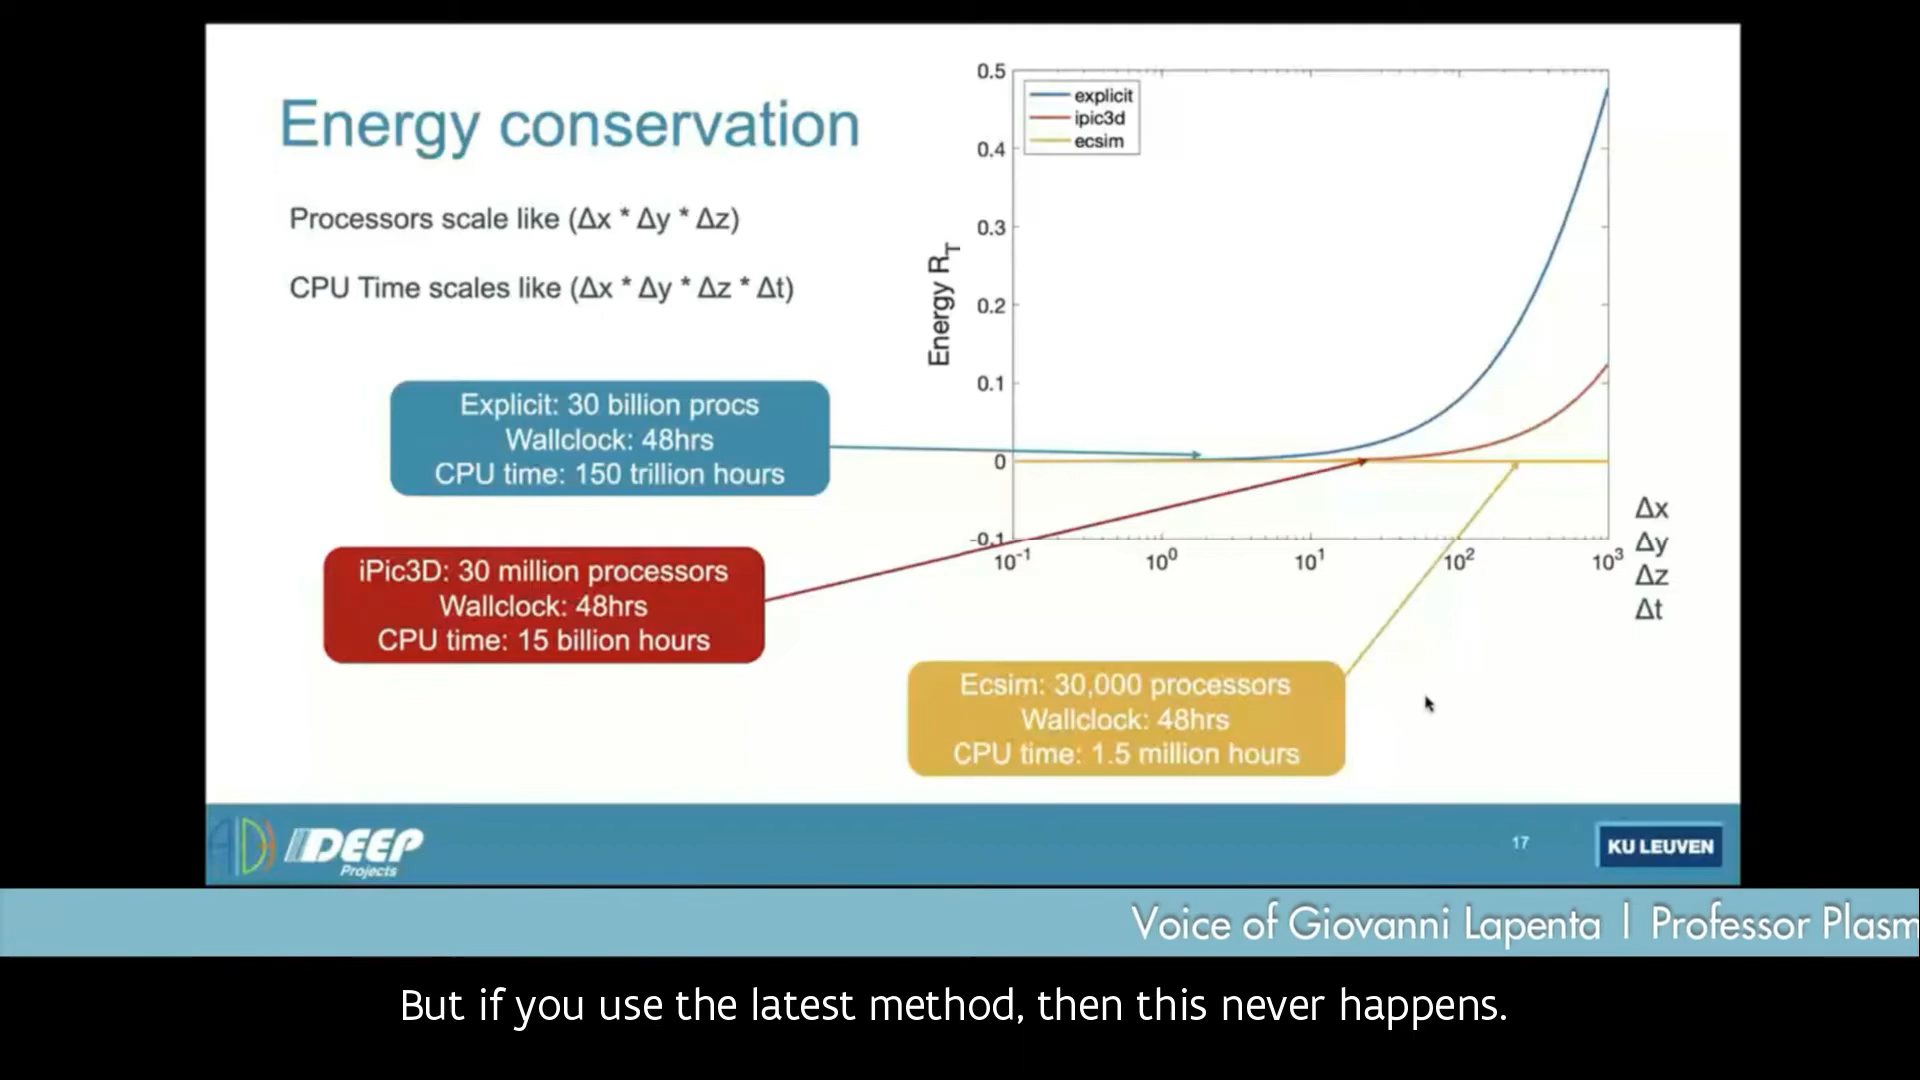 Energy conservation
Processors scale like (Δx * Δy * Δz)
CPU Time scales like (Δx * Δy * Δz * Δt)
Explicit: 30 billion procs
Wallclock: 48hrs
CPU time: 150 trillion hours
iPic3D: 30 million processors
Wallclock: 48hrs
CPU time: 15 billion hours
Ecsim: 30,000 processors
Wallclock: 48hrs
CPU time: 1.5 million hours
explicit
ipic3d
ecsim
Energy R_T
0.5
0.4
0.3
0.2
0.1
0
-0.1
10^-1
10^0
10^1
10^2
10^3
Δx
Δy
Δz
Δt
DEEP
Projects
17
KU LEUVEN
Voice of Giovanni Lapenta | Professor Plasm
But if you use the latest method, then this never happens.